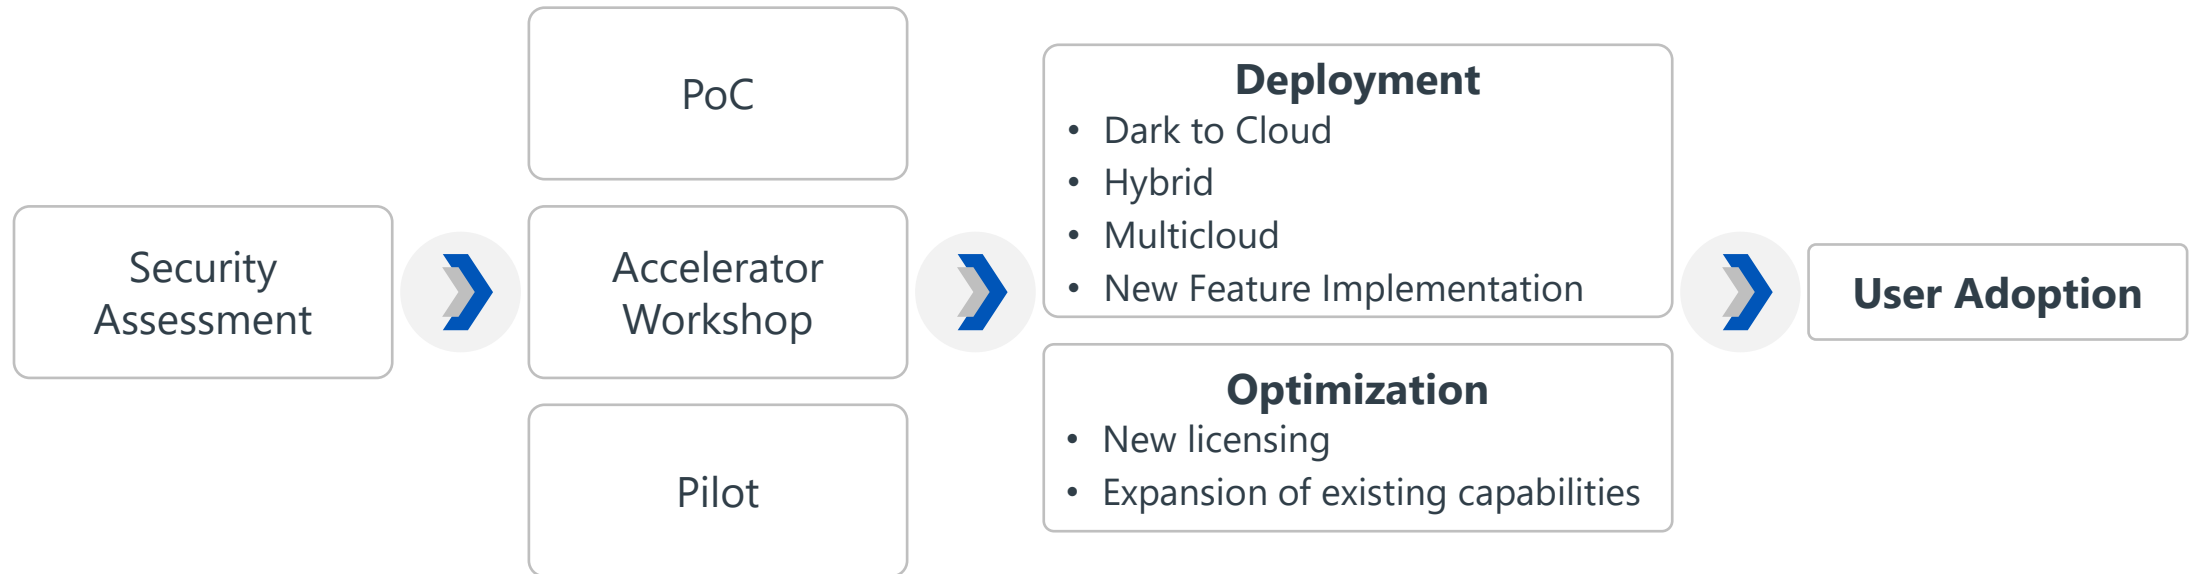 Security
Assessment
PoC
Accelerator
Workshop
Pilot
Deployment
• Dark to Cloud
• Hybrid
• Multicloud
• New Feature Implementation
Optimization
• New licensing
• Expansion of existing capabilities
User Adoption